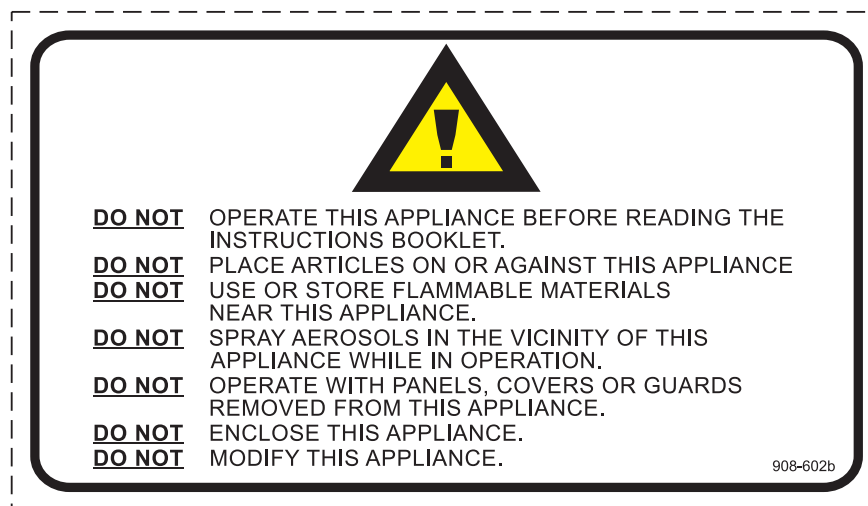 !
DO NOT OPERATE THIS APPLIANCE BEFORE READING THE
INSTRUCTIONS BOOKLET.
DO NOT PLACE ARTICLES ON OR AGAINST THIS APPLIANCE
DO NOT USE OR STORE FLAMMABLE MATERIALS
NEAR THIS APPLIANCE.
DO NOT SPRAY AEROSOLS IN THE VICINITY OF THIS
APPLIANCE WHILE IN OPERATION.
DO NOT OPERATE WITH PANELS, COVERS OR GUARDS
REMOVED FROM THIS APPLIANCE.
DO NOT ENCLOSE THIS APPLIANCE.
DO NOT MODIFY THIS APPLIANCE.
908-602b